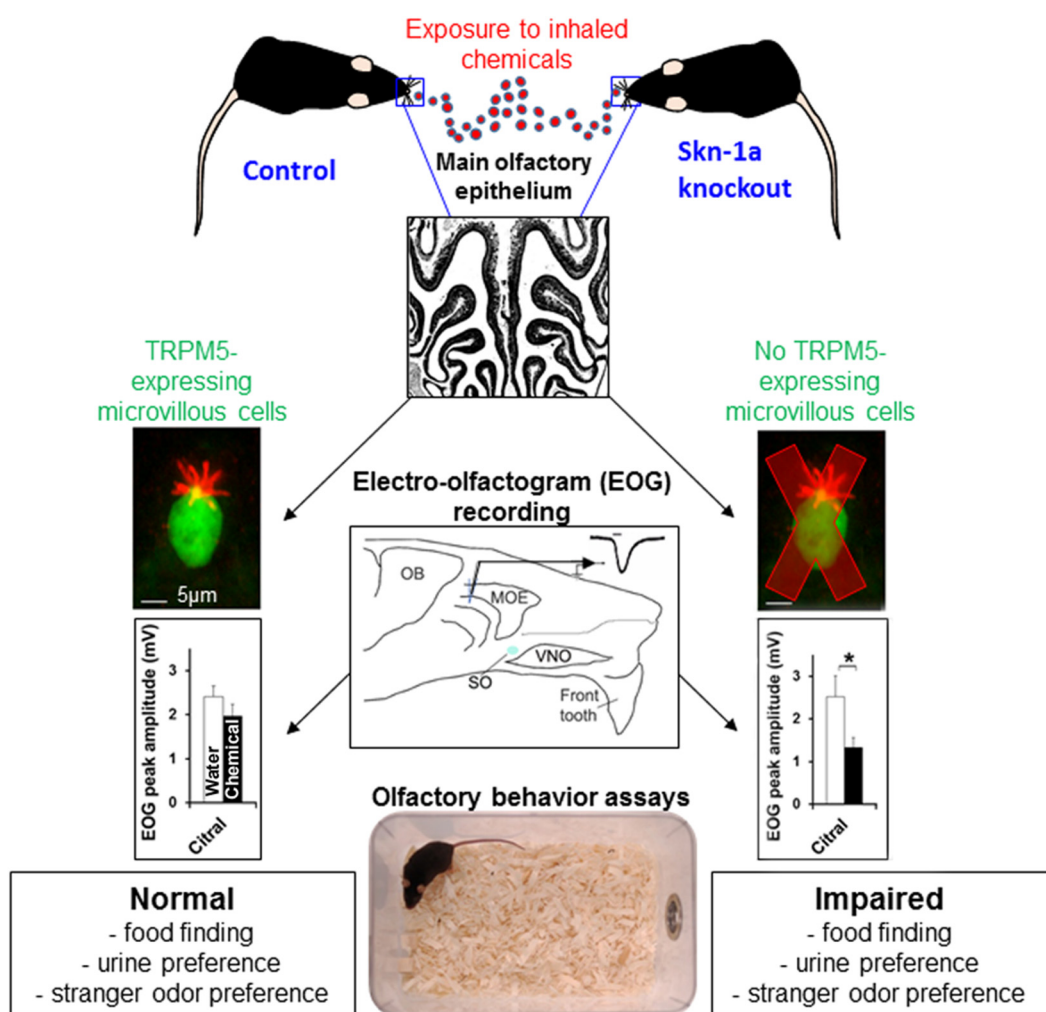 Exposure to inhaled
chemicals
Control
Skn-1a
knockout
Main olfactory
epithelium
TRPM5-
expressing
microvillous cells
No TRPM5-
expressing
microvillous cells
5µm
Electro-olfactogram (EOG)
recording
OB
MOE
VNO
SO
Front
tooth
EOG peak amplitude (mV)
3
2
1
0
Water
Chemical
Citral
EOG peak amplitude (mV)
3
2
1
0
*
Citral
Olfactory behavior assays
Normal
- food finding
- urine preference
- stranger odor preference
Impaired
- food finding
- urine preference
- stranger odor preference